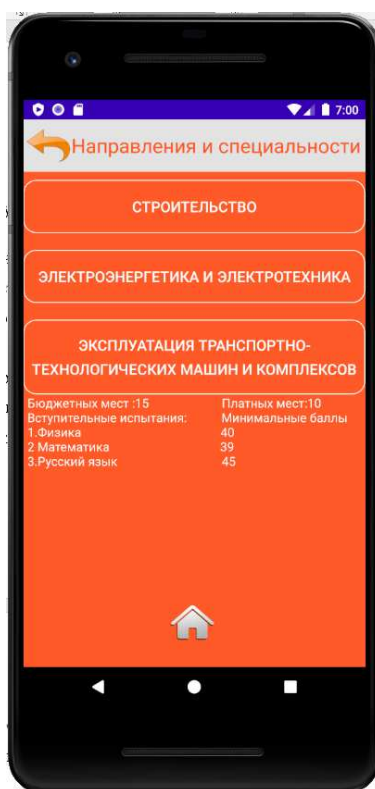 7:00
Направления и специальности
СТРОИТЕЛЬСТВО
ЭЛЕКТРОЭНЕРГЕТИКА И ЭЛЕКТРОТЕХНИКА
ЭКСПЛУАТАЦИЯ ТРАНСПОРТНО-
ТЕХНОЛОГИЧЕСКИХ МАШИН И КОМПЛЕКСОВ
Бюджетных мест :15 Платных мест:10
Вступительные испытания: Минимальные баллы
1.Физика 40
2 Математика 39
3.Русский язык 45